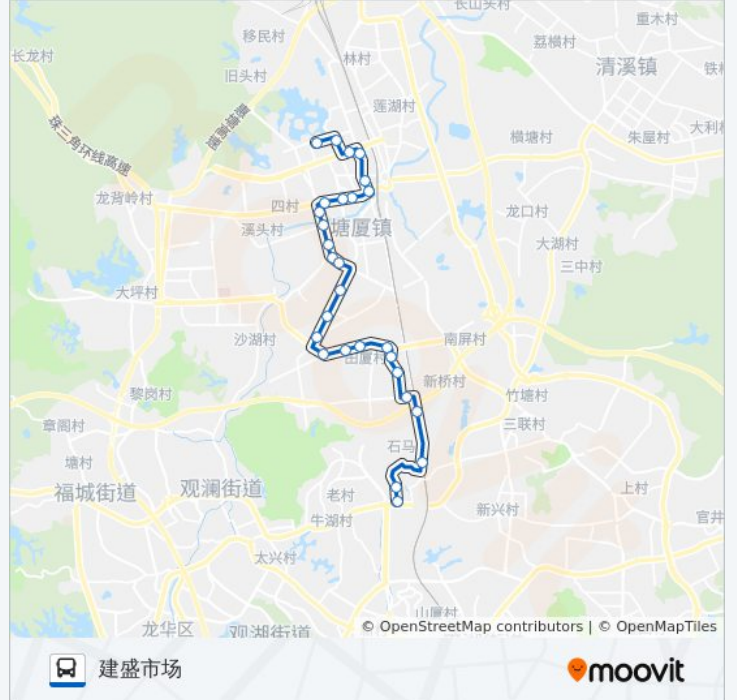 长山头村
重木村
移民村
荔横村
长龙村
林村
清溪镇
旧头村
莲湖村
惠塘高速
横塘村
朱屋村
珠三角环线高速
龙背岭村
四村
龙口村
塘厦镇
溪头村
大湖村
三中村
大坪村
沙湖村
南屏村
田厦村
新桥村
黎岗村
竹塘村
章阁村
三联村
石马
塘村
福城街道
观澜街道
老村
上村
牛湖村
新兴村
官井
太兴村
山厦村
龙华区
观湖街道
© OpenStreetMap contributors | © OpenMapTiles
建盛市场
moovit